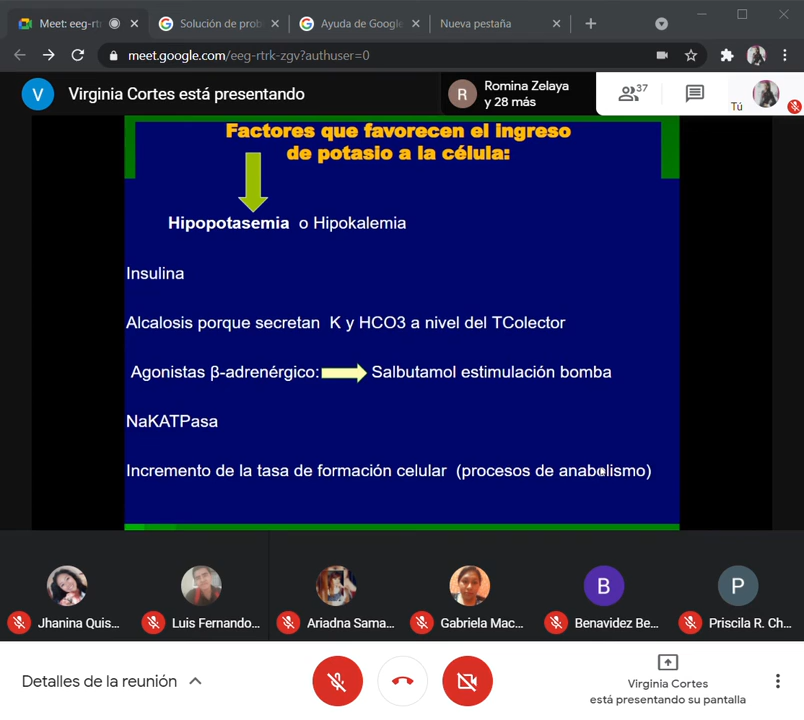 Meet: eeg-rt
Solución de prob
Ayuda de Google
Nueva pestaña
meet.google.com/eeg-rtrk-zgv?authuser=0
V
Virginia Cortes está presentando
R
Romina Zelaya
y 28 más
37
Tú
Factores que favorecen el ingreso
de potasio a la célula:
Hipopotasemia o Hipokalemia
Insulina
Alcalosis porque secretan K y HCO3 a nivel del TColector
Agonistas β-adrenérgico: Salbutamol estimulación bomba
NaKATPasa
Incremento de la tasa de formación celular (procesos de anabolismo)
B
P
Jhanina Quis...
Luis Fernando...
Ariadna Sama...
Gabriela Mac...
Benavidez Be...
Priscila R. Ch...
Detalles de la reunión
Virginia Cortes
está presentando su pantalla